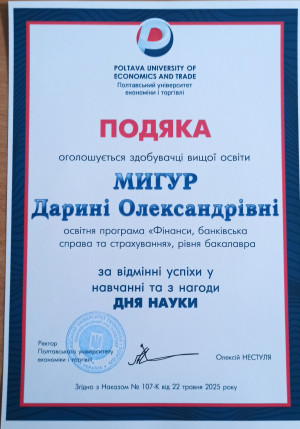 POLTAVA UNIVERSITY OF
ECONOMICS AND TRADE
Полтавський університет
економіки і торгівлі
ПОДЯКА
оголошується здобувачці вищої освіти
МИГУР
Дарині Олександрівні
освітня програма «Фінанси, банківська
справа та страхування», рівня бакалавра
за відмінні успіхи у
навчанні та з нагоди
ДНЯ НАУКИ
Ректор
Полтавського університету
економіки і торгівлі
Олексій НЕСТУЛЯ
Згідно з Наказом № 107-К від 22 травня 2025 року